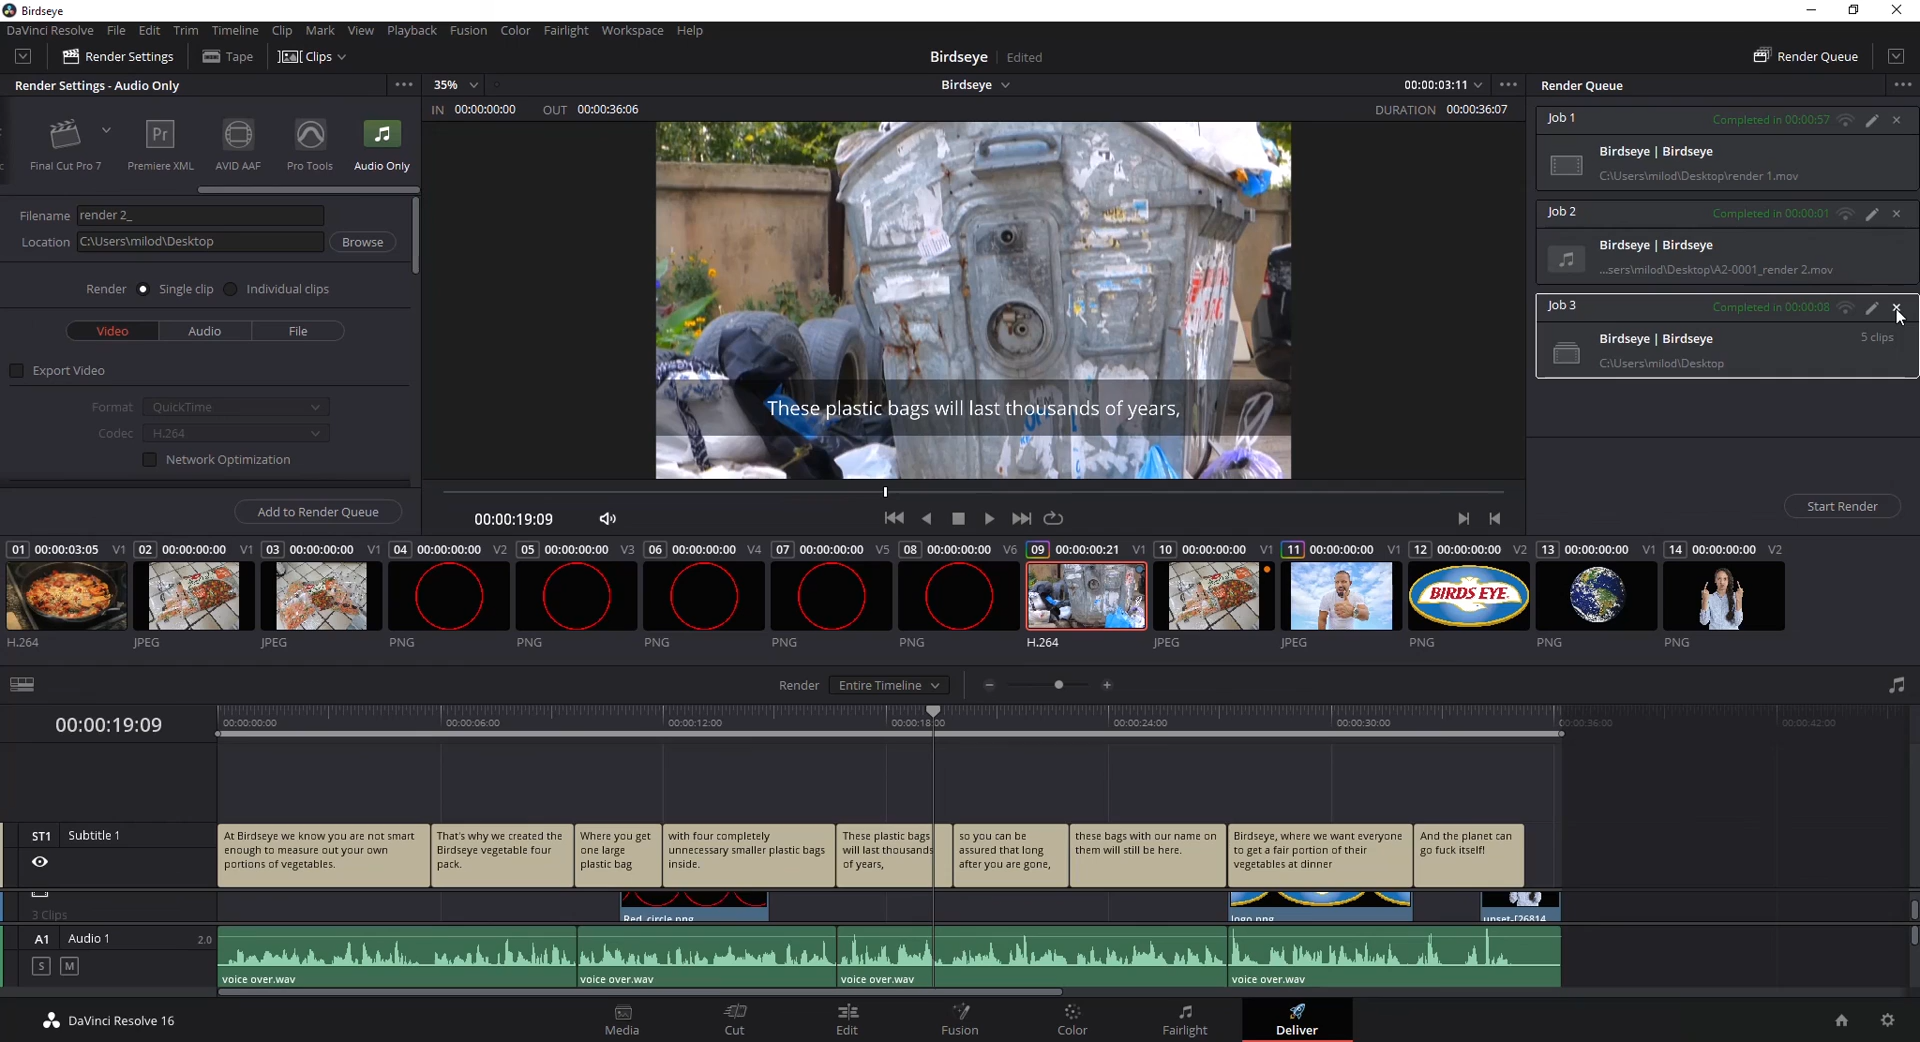 Birdseye
DaVinci Resolve File Edit Trim Timeline Clip Mark View Playback Fusion Color Fairlight Workspace Help
Render Settings Tape Clips Birdseye Edited Render Queue
Render Settings - Audio Only 35% Birdseye 00:00:03:11 Render Queue
IN 00:00:00:00 OUT 00:00:36:06 DURATION 00:00:36:07
Final Cut Pro 7 Premiere XML AVID AAF Pro Tools Audio Only
Filename render 2_
Location C:\Users\milod\Desktop Browse
Render Single clip Individual clips
Video Audio File
Export Video
Format QuickTime
Codec H.264
Network Optimization
Add to Render Queue
These plastic bags will last thousands of years,
00:00:19:09
Job 1 Completed in 00:00:57
Birdseye | Birdseye
C:\Users\milod\Desktop\render 1.mov
Job 2 Completed in 00:00:01
Birdseye | Birdseye
...sers\milod\Desktop\A2-0001_render 2.mov
Job 3 Completed in 00:00:08
Birdseye | Birdseye 5 clips
C:\Users\milod\Desktop
Start Render
01 00:00:03:05 V1 02 00:00:00:00 V1 03 00:00:00:00 V1 04 00:00:00:00 V2 05 00:00:00:00 V3 06 00:00:00:00 V4 07 00:00:00:00 V5 08 00:00:00:00 V6 09 00:00:00:21 V1 10 00:00:00:00 V1 11 00:00:00:00 V1 12 00:00:00:00 V2 13 00:00:00:00 V1 14 00:00:00:00 V2
BIRDS EYE
H.264 JPEG JPEG PNG PNG PNG PNG PNG H.264 JPEG JPEG PNG PNG PNG
Render Entire Timeline
00:00:19:09
00:00:00:00 00:00:06:00 00:00:12:00 00:00:18:00 00:00:24:00 00:00:30:00 00:00:36:00 00:00:42:00
ST1 Subtitle 1
At Birdseye we know you are not smart
enough to measure out your own
portions of vegetables.
That's why we created the
Birdseye vegetable four
pack.
Where you get
one large
plastic bag
with four completely
unnecessary smaller plastic bags
inside.
These plastic bags
will last thousands
of years,
so you can be
assured that long
after you are gone,
these bags with our name on
them will still be here.
Birdseye, where we want everyone
to get a fair portion of their
vegetables at dinner
And the planet can
go fuck itself!
3 Clips
Red_circle.png logo.png unset-[26814
A1 Audio 1 2.0
S M
voice over.wav voice over.wav voice over.wav voice over.wav
DaVinci Resolve 16 Media Cut Edit Fusion Color Fairlight Deliver